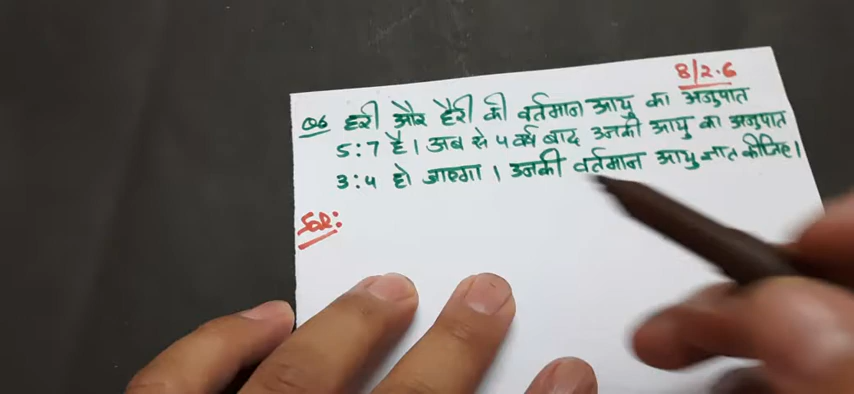 8/2.6
Q6 हरी और हैरी की वर्तमान आयु का अनुपात
5:7 है। अब से 4 वर्ष बाद उनकी आयु का अनुपात
3:4 हो जाएगा। उनकी वर्तमान आयु ज्ञात कीजिए।
Sol: